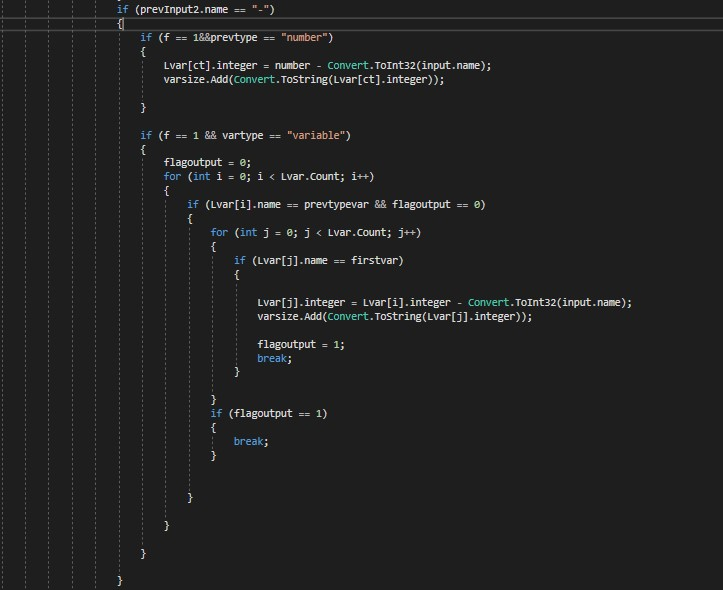 if (prevInput2.name == "-")
{
if (f == 1&&prevtype == "number")
{
Lvar[ct].integer = number - Convert.ToInt32(input.name);
varsize.Add(Convert.ToString(Lvar[ct].integer));
}
if (f == 1 && vartype == "variable")
{
flagoutput = 0;
for (int i = 0; i < Lvar.Count; i++)
{
if (Lvar[i].name == prevtypevar && flagoutput == 0)
{
for (int j = 0; j < Lvar.Count; j++)
{
if (Lvar[j].name == firstvar)
{
Lvar[j].integer = Lvar[i].integer - Convert.ToInt32(input.name);
varsize.Add(Convert.ToString(Lvar[j].integer));
flagoutput = 1;
break;
}
}
if (flagoutput == 1)
{
break;
}
}
}
}
}